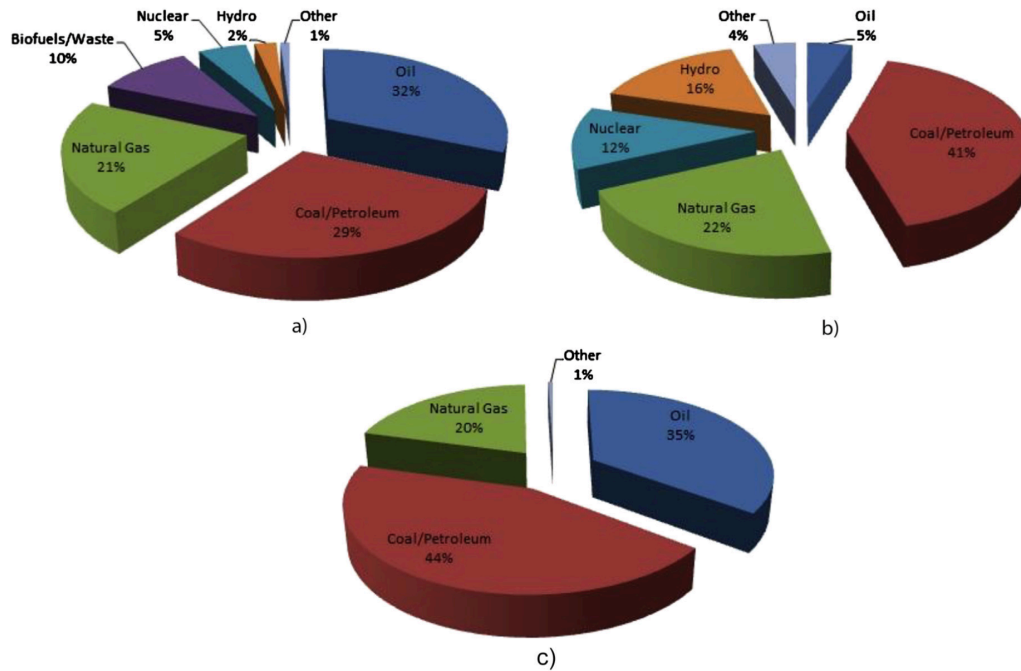 Nuclear
5%
Hydro
2%
Other
1%
Biofuels/Waste
10%
Oil
32%
Natural Gas
21%
Coal/Petroleum
29%
a)
Other
4%
Oil
5%
Hydro
16%
Coal/Petroleum
41%
Nuclear
12%
Natural Gas
22%
b)
Other
1%
Natural Gas
20%
Oil
35%
Coal/Petroleum
44%
c)